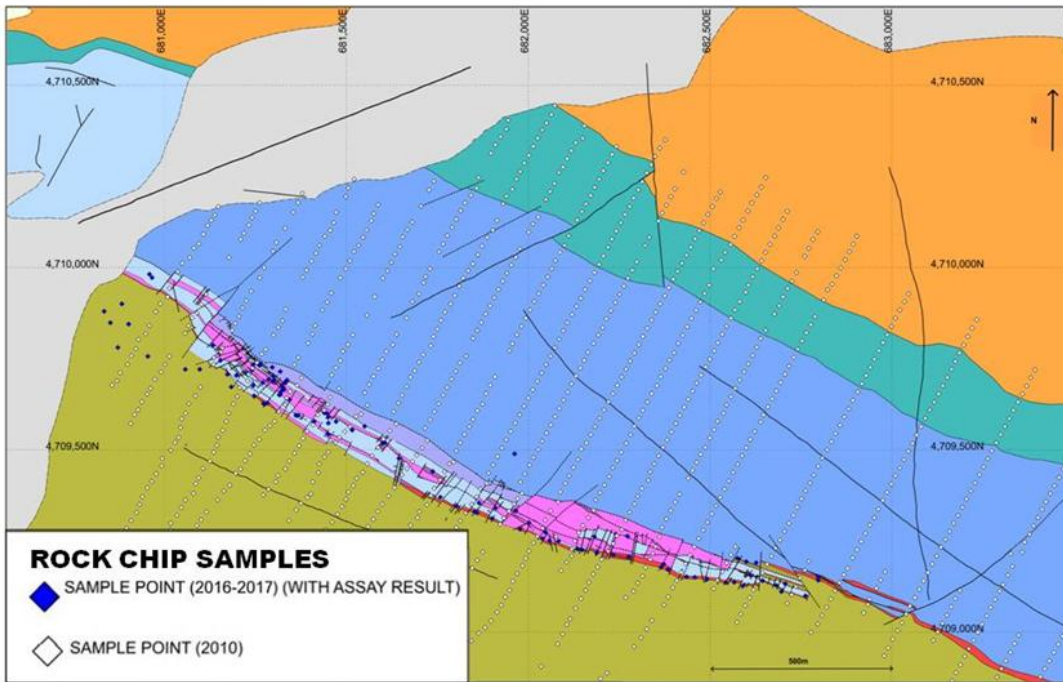 681,000E
681,500E
682,000E
682,500E
683,000E
4,710,500N
4,710,500N
N
4,710,000N
4,710,000N
4,709,500N
4,709,500N
4,709,000N
500m
ROCK CHIP SAMPLES
SAMPLE POINT (2016-2017) (WITH ASSAY RESULT)
SAMPLE POINT (2010)